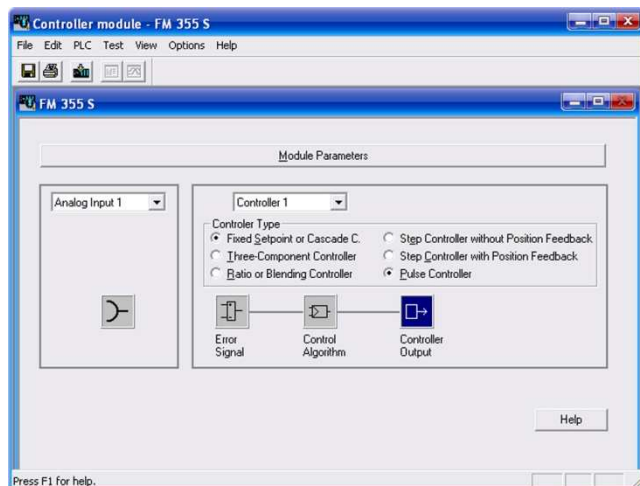 Controller module - FM 355 S
File Edit PLC Test View Options Help
FM 355 S
Module Parameters
Analog Input 1
Controller 1
Controler Type
Fixed Setpoint or Cascade C.
Step Controller without Position Feedback
Three-Component Controller
Step Controller with Position Feedback
Ratio or Blending Controller
Pulse Controller
Error
Signal
Control
Algorithm
Controller
Output
Help
Press F1 for help.